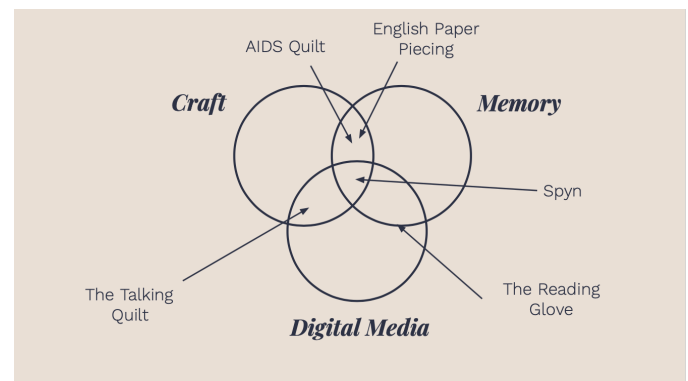 English Paper
Piecing
AIDS Quilt
Craft
Memory
Spyn
The Talking
Quilt
The Reading
Glove
Digital Media